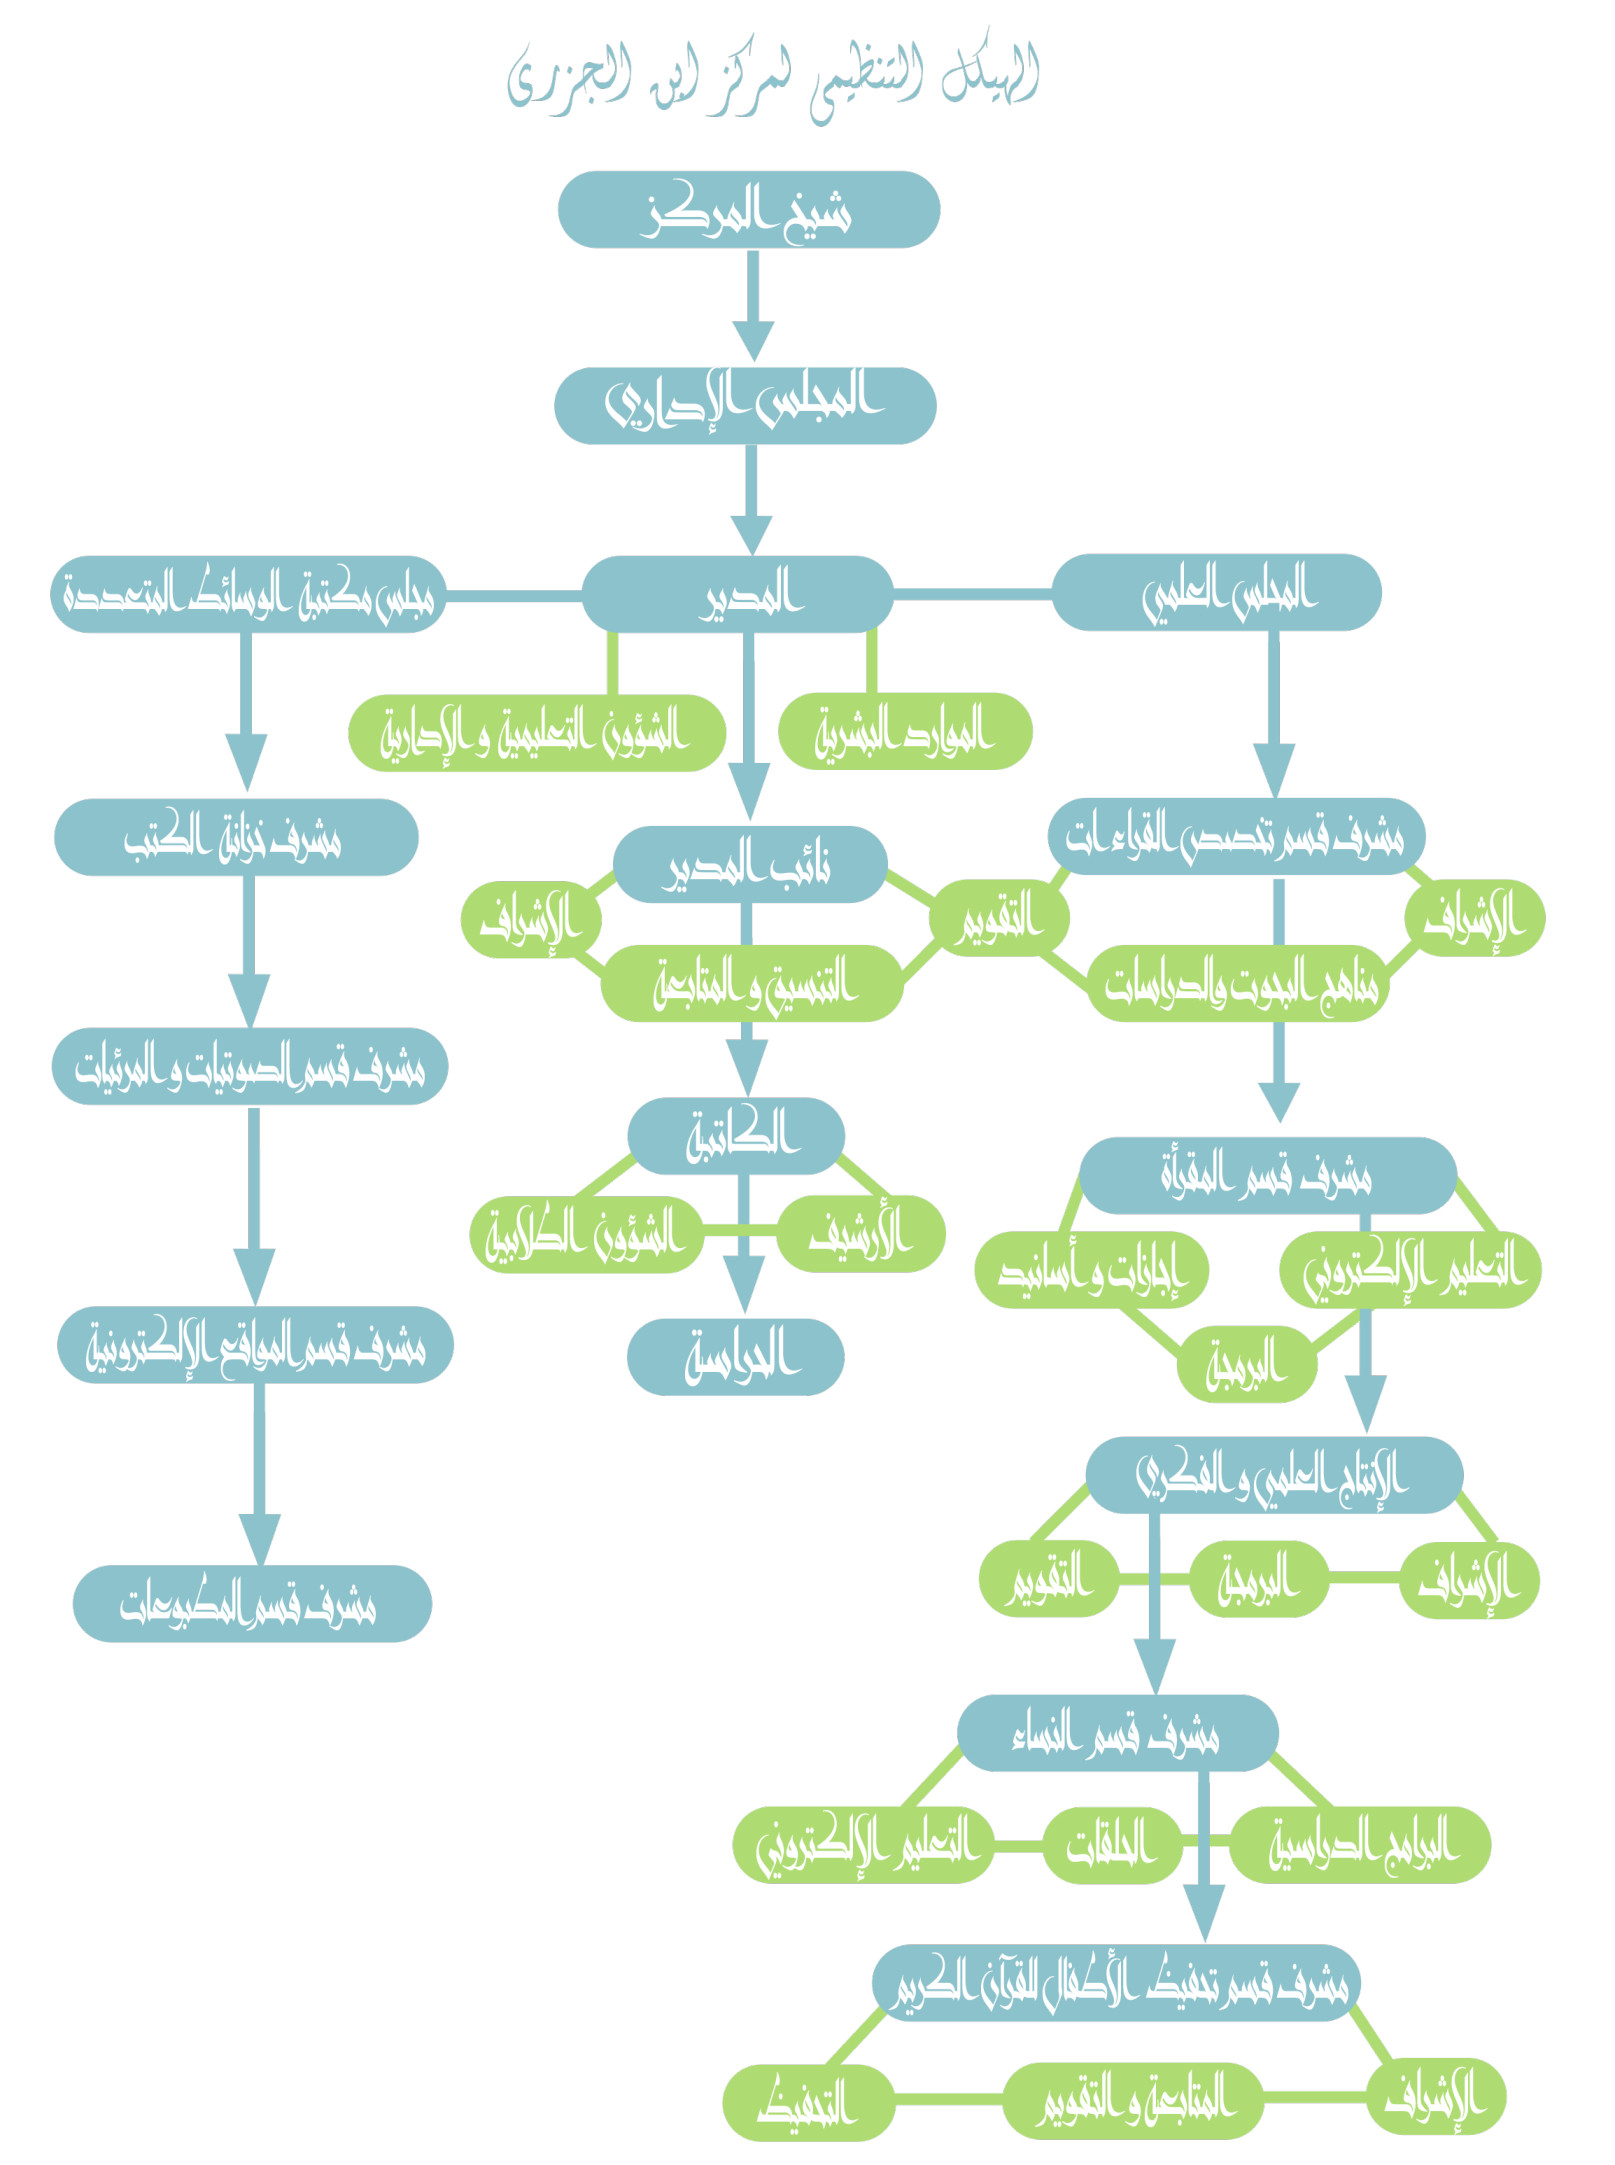 الهيكل التنظيمي لمركز ابن الجزري
شيخ المركز
المجلس الإداري
المجلس العلمي
المدير
مجلس مكتبة الوسائط المتعددة
الموارد البشرية
الشؤون التعليمية و الإدارية
مشرف قسم تخصص القراءات
نائب المدير
مشرف خزانة الكتب
الإشراف
التقويم
الإشراف
مناهج البحوث والدراسات
التنسيق و المتابعة
مشرف قسم الصوتيات و المرئيات
الكاتبة
مشرف قسم المقرأة
الأرشيف
الشؤون الطلابية
التعليم الإلكتروني
إجازات و أسانيد
مشرف قسم المواقع الإلكترونية
الحراسة
البرمجة
الإنتاج العلمي و الفكري
الإشراف
البرمجة
التقويم
مشرف قسم المطبوعات
مشرف قسم النساء
البرامج الدراسية
الحلقات
التعليم الإلكتروني
مشرف قسم تحفيظ الأطفال للقرآن الكريم
الإشراف
المتابعة و التقويم
التحفيظ